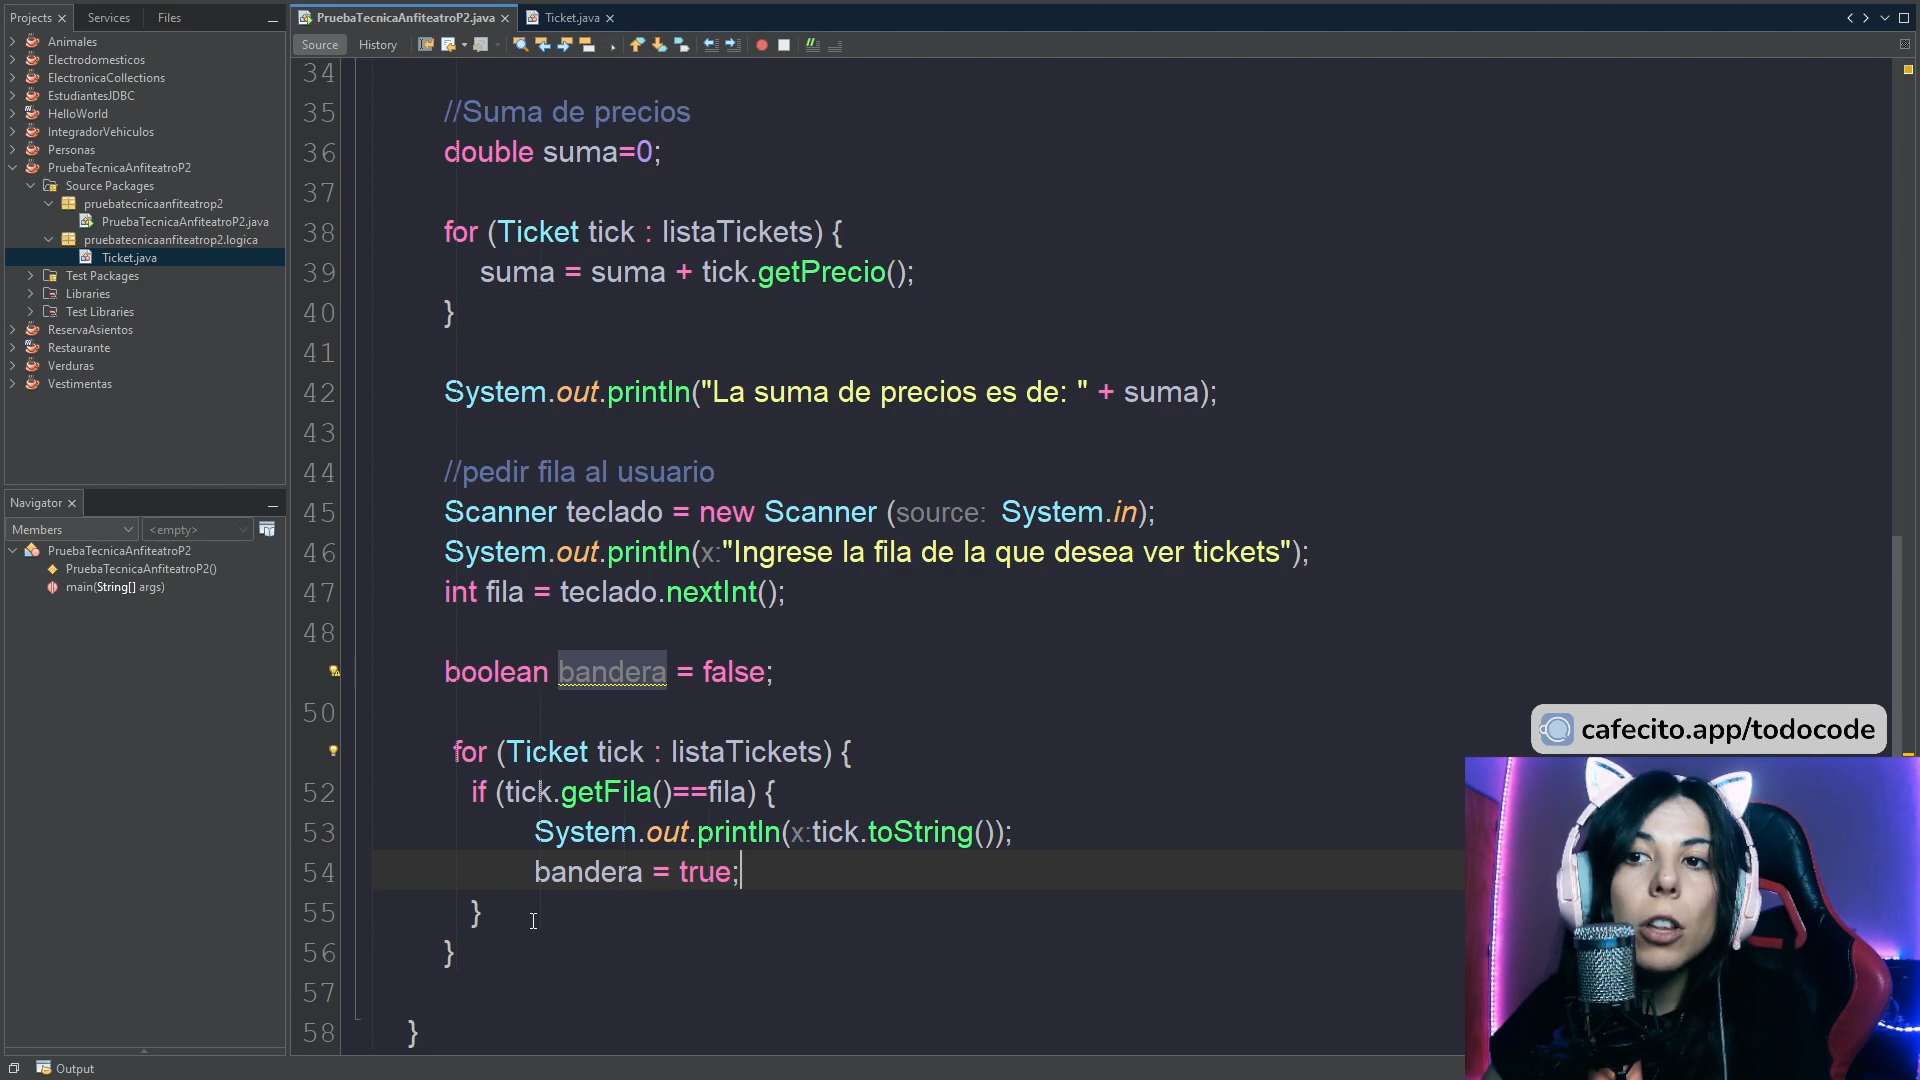 Projects
Services
Files
Animales
Electrodomesticos
ElectronicaCollections
EstudiantesJDBC
HelloWorld
IntegradorVehiculos
Personas
PruebaTecnicaAnfiteatroP2
Source Packages
pruebatecnicaanfiteatrop2
PruebaTecnicaAnfiteatroP2.java
pruebatecnicaanfiteatrop2.logica
Ticket.java
Test Packages
Libraries
Test Libraries
ReservaAsientos
Restaurante
Verduras
Vestimentas
Navigator
Members
<empty>
PruebaTecnicaAnfiteatroP2
PruebaTecnicaAnfiteatroP2()
main(String[] args)
Output
PruebaTecnicaAnfiteatroP2.java
Ticket.java
Source
History
34
35 //Suma de precios
36 double suma=0;
37
38 for (Ticket tick : listaTickets) {
39 suma = suma + tick.getPrecio();
40 }
41
42 System.out.println("La suma de precios es de: " + suma);
43
44 //pedir fila al usuario
45 Scanner teclado = new Scanner (source: System.in);
46 System.out.println(x:"Ingrese la fila de la que desea ver tickets");
47 int fila = teclado.nextInt();
48
boolean bandera = false;
50
for (Ticket tick : listaTickets) {
52 if (tick.getFila()==fila) {
53 System.out.println(x:tick.toString());
54 bandera = true;
55 }
56 }
57
58 }
cafecito.app/todocode